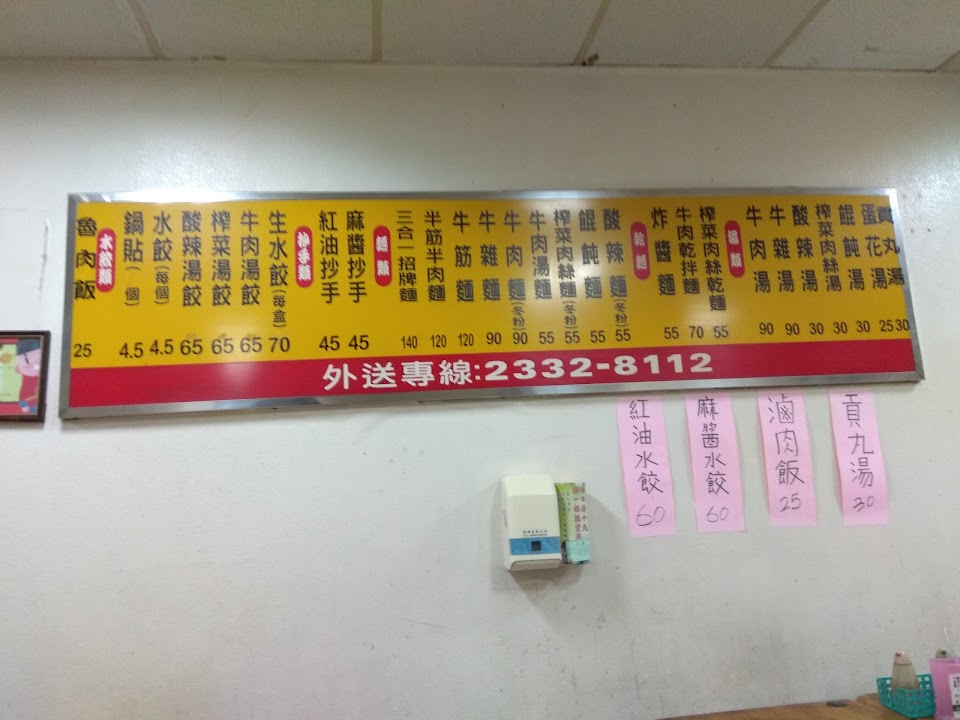 魯肉飯 25
水餃類
鍋貼(一個) 4.5
水餃(每個) 4.5
酸辣湯餃 65
榨菜湯餃 65
牛肉湯餃 65
生水餃(每盒) 70
抄手類
紅油抄手 45
麻醬抄手 45
麵類
三合一招牌麵 140
半筋半肉麵 120
牛筋麵 120
牛雜麵 90
牛肉麵(冬粉) 90
牛肉湯麵 55
榨菜肉絲麵(冬粉) 55
餛飩麵 55
酸辣麵(冬粉) 55
乾麵
炸醬麵 55
牛肉乾拌麵 70
榨菜肉絲乾麵 55
湯類
牛肉湯 90
牛雜湯 90
酸辣湯 30
榨菜肉絲湯 30
餛飩湯 30
蛋花湯 25
貢丸湯 30
外送專線:2332-8112
紅油水餃 60
麻醬水餃 60
滷肉飯 25
貢丸湯 30